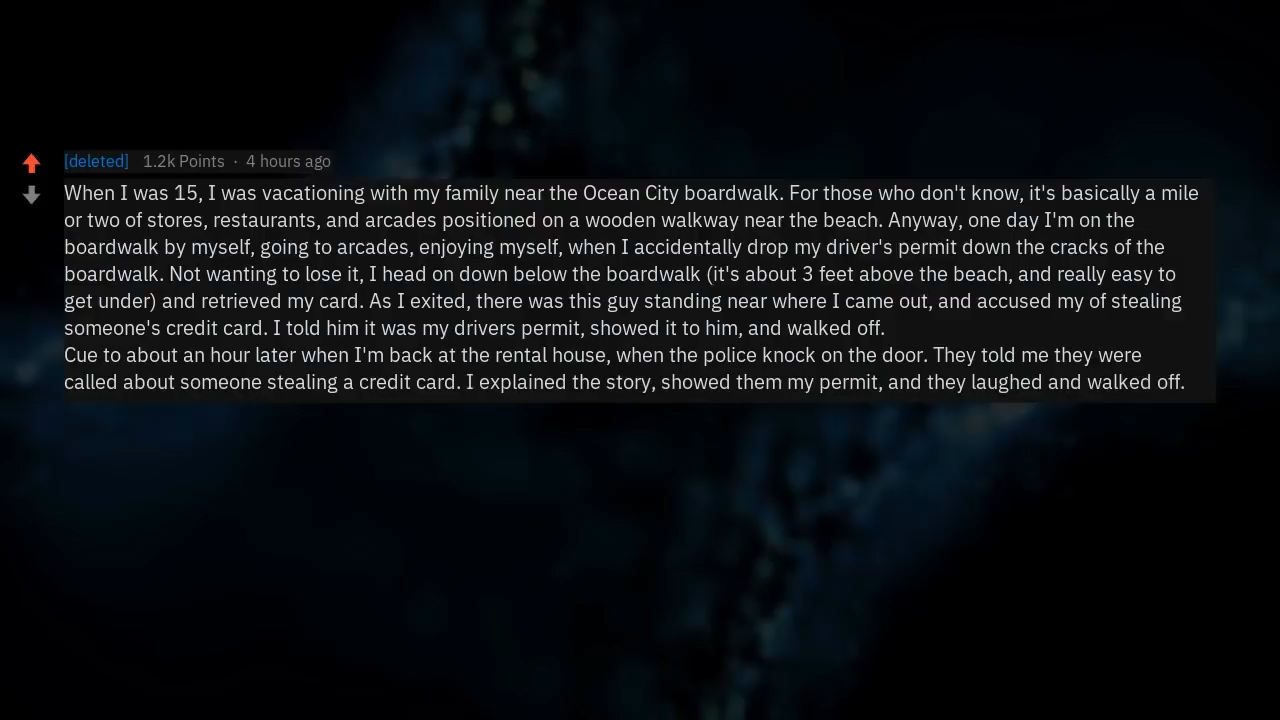 [deleted] 1.2k Points · 4 hours ago
When I was 15, I was vacationing with my family near the Ocean City boardwalk. For those who don't know, it's basically a mile
or two of stores, restaurants, and arcades positioned on a wooden walkway near the beach. Anyway, one day I'm on the
boardwalk by myself, going to arcades, enjoying myself, when I accidentally drop my driver's permit down the cracks of the
boardwalk. Not wanting to lose it, I head on down below the boardwalk (it's about 3 feet above the beach, and really easy to
get under) and retrieved my card. As I exited, there was this guy standing near where I came out, and accused my of stealing
someone's credit card. I told him it was my drivers permit, showed it to him, and walked off.
Cue to about an hour later when I'm back at the rental house, when the police knock on the door. They told me they were
called about someone stealing a credit card. I explained the story, showed them my permit, and they laughed and walked off.